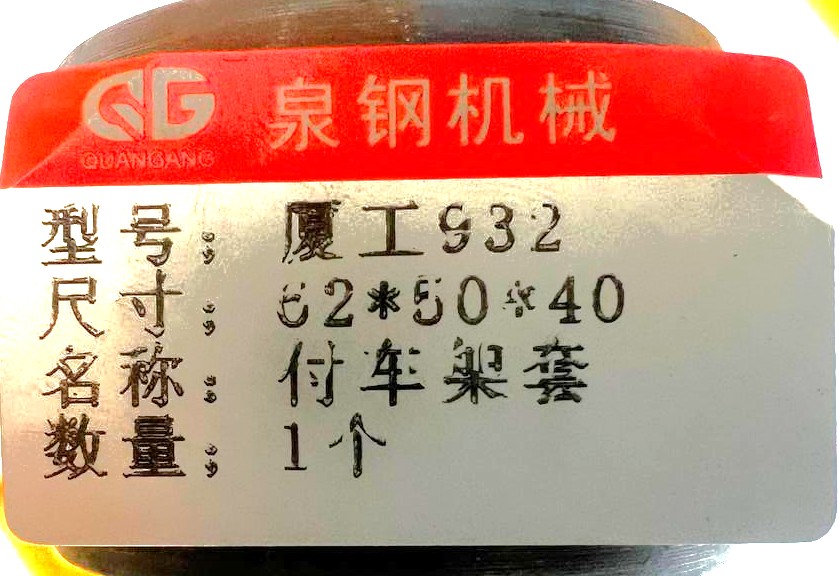 QG 泉钢机械
QUANGANG
型号: 厦工932
尺寸: 62*50*40
名称: 付车架套
数量: 1个